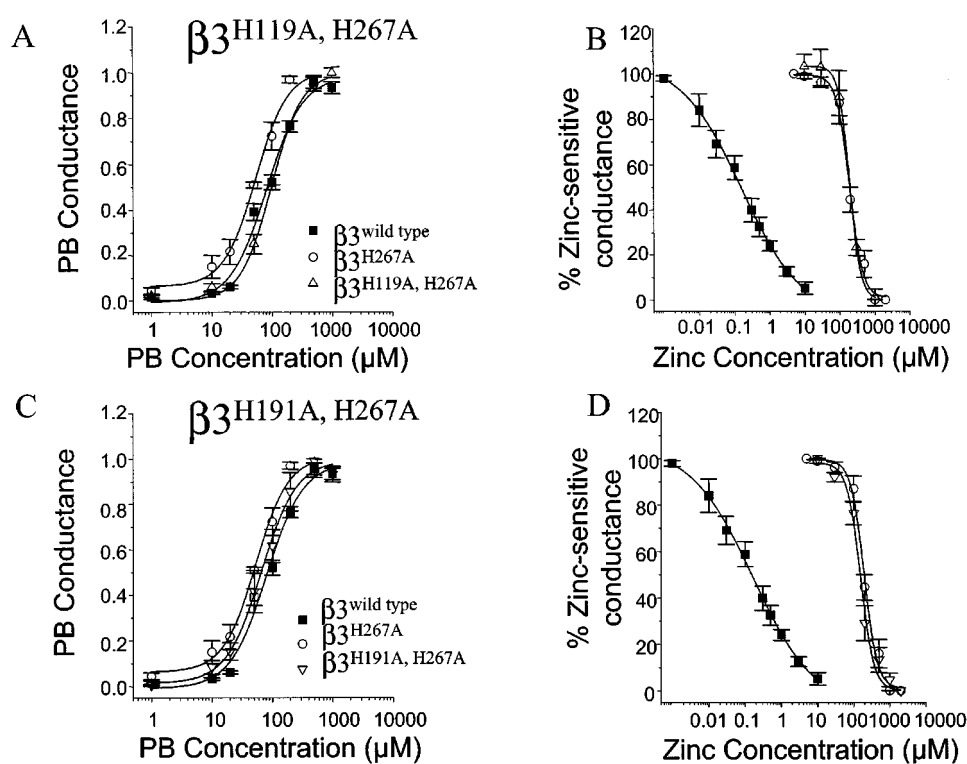 A
β3H119A, H267A
PB Conductance
1.2
1.0
0.8
0.6
0.4
0.2
0.0
β3wild type
β3H267A
β3H119A, H267A
1 10 100 1000 10000
PB Concentration (µM)
B
% Zinc-sensitive
conductance
120
100
80
60
40
20
0
0.01 0.1 1 10 100 1000 10000
Zinc Concentration (µM)
C
β3H191A, H267A
PB Conductance
1.2
1.0
0.8
0.6
0.4
0.2
0.0
β3wild type
β3H267A
β3H191A, H267A
1 10 100 1000 10000
PB Concentration (µM)
D
% Zinc-sensitive
conductance
120
100
80
60
40
20
0
0.01 0.1 1 10 100 1000 10000
Zinc Concentration (µM)